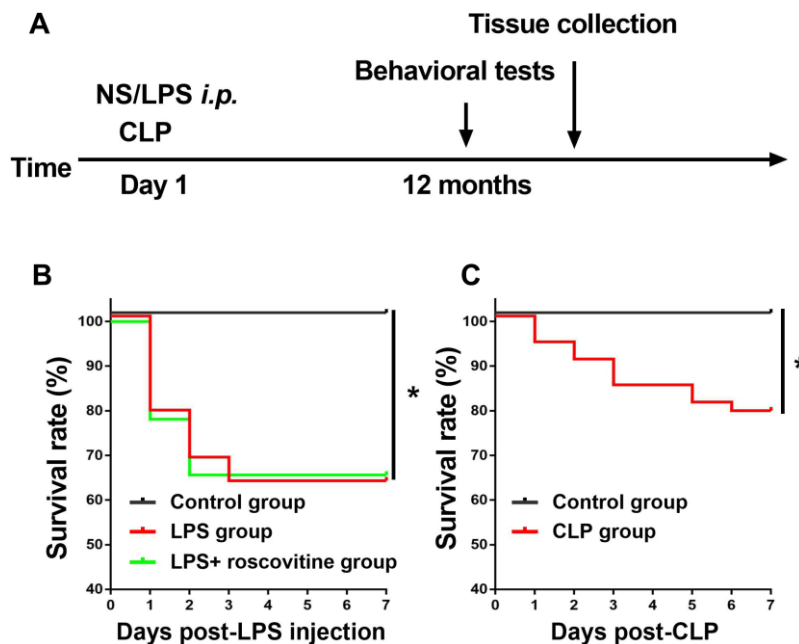 A
Tissue collection
Behavioral tests
NS/LPS i.p.
CLP
Time
Day 1
12 months
B
Survival rate (%)
100
90
80
70
60
50
40
*
Control group
LPS group
LPS+ roscovitine group
0 1 2 3 4 5 6 7
Days post-LPS injection
C
Survival rate (%)
100
90
80
70
60
50
40
*
Control group
CLP group
0 1 2 3 4 5 6 7
Days post-CLP